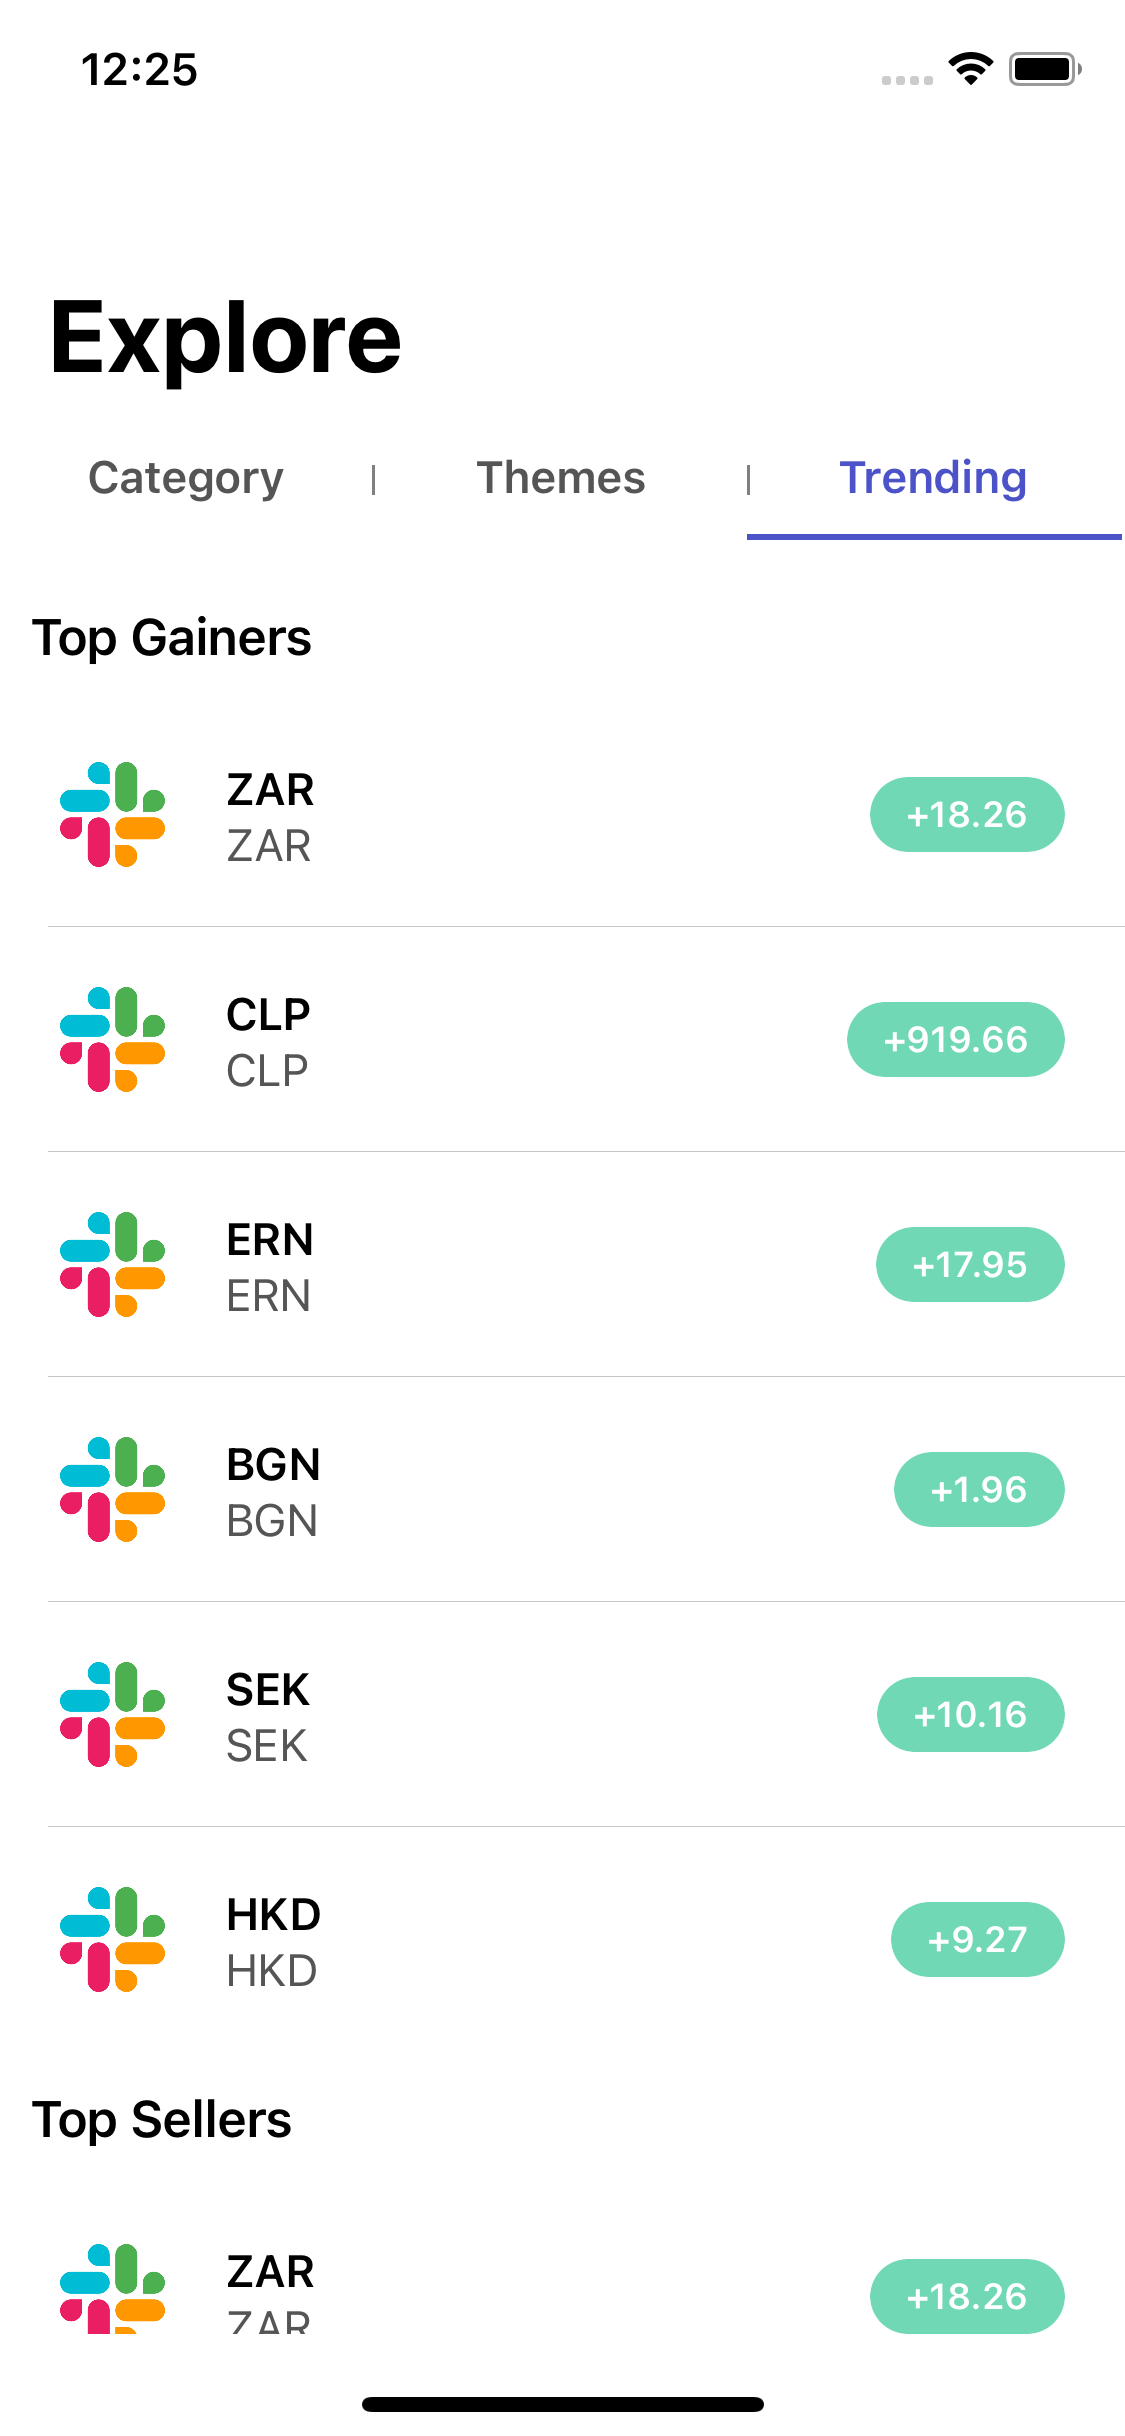 12:25
Explore
Category | Themes | Trending
Top Gainers
ZAR
ZAR
+18.26
CLP
CLP
+919.66
ERN
ERN
+17.95
BGN
BGN
+1.96
SEK
SEK
+10.16
HKD
HKD
+9.27
Top Sellers
ZAR
ZAR
+18.26